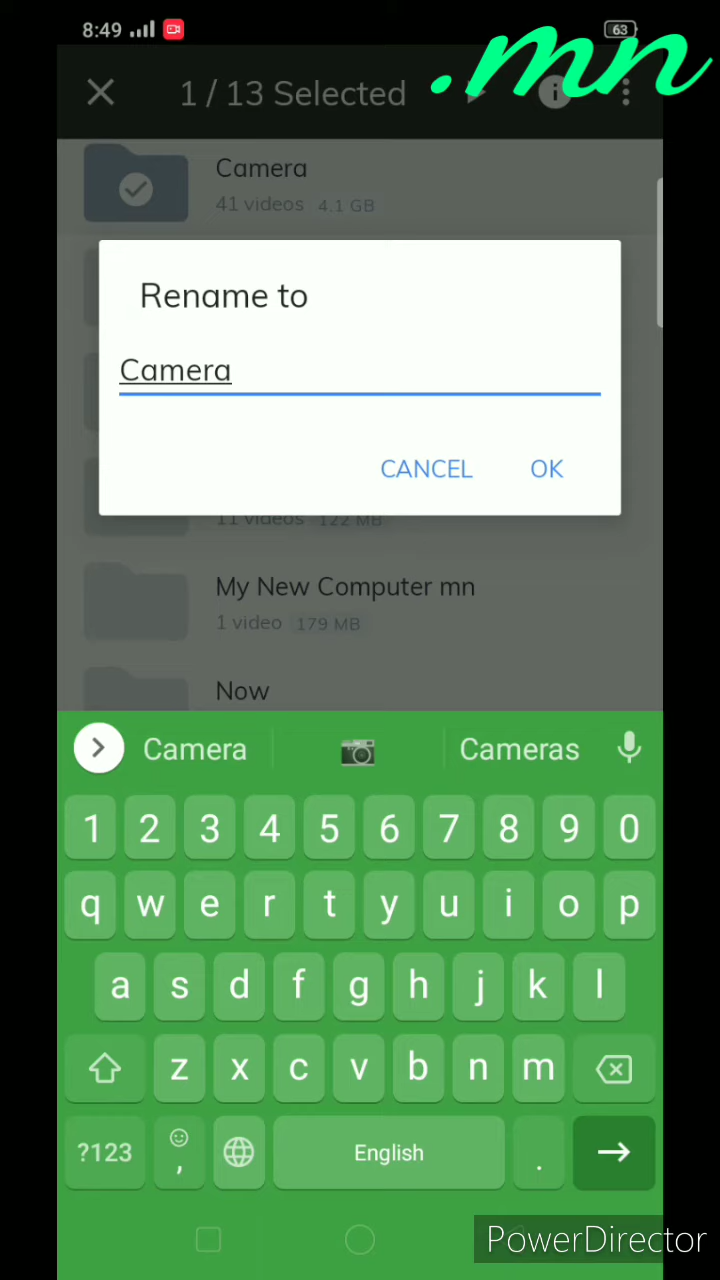 8:49
63
.mn
1 / 13 Selected
Camera
41 videos 4.1 GB
Rename to
Camera
CANCEL OK
11 videos 122 MB
My New Computer mn
1 video 179 MB
Now
Camera Cameras
1 2 3 4 5 6 7 8 9 0
q w e r t y u i o p
a s d f g h j k l
z x c v b n m
?123 , English .
PowerDirector